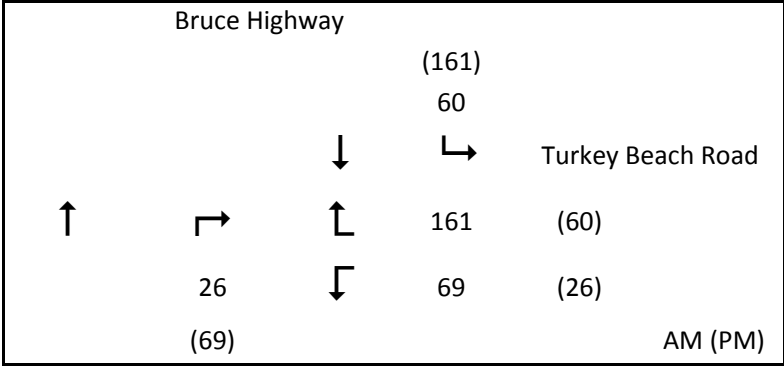 Bruce Highway
(161)
60
Turkey Beach Road
161 (60)
26 69 (26)
(69) AM (PM)